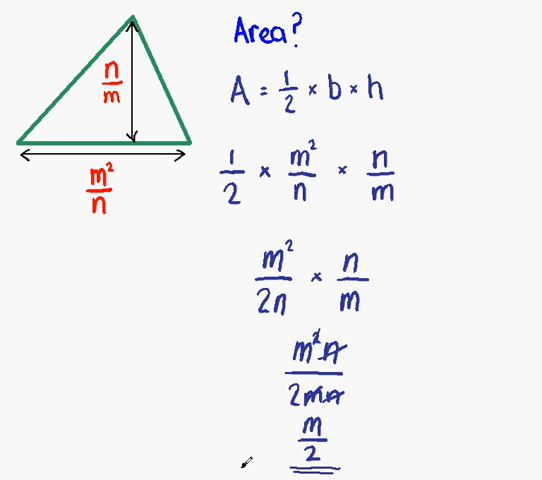 n/m
m²/n
Area?
A = 1/2 × b × h
1/2 × m²/n × n/m
m²/2n × n/m
m²n/2mn
m/2